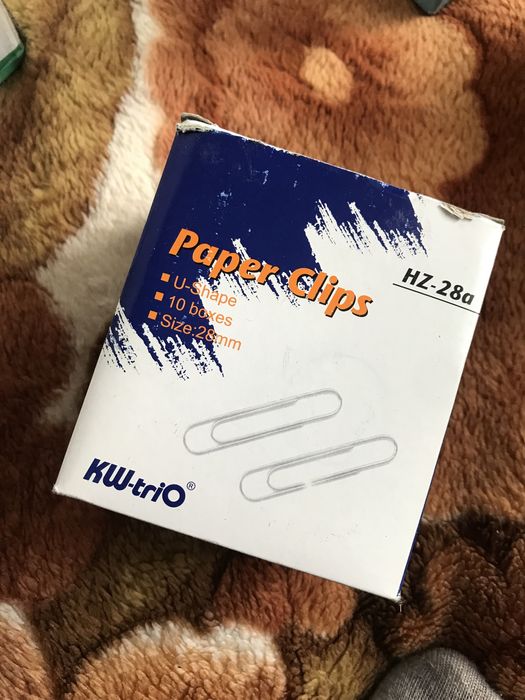 Paper Clips
HZ-28a
U-Shape
10 boxes
Size:28mm
KW-triO®